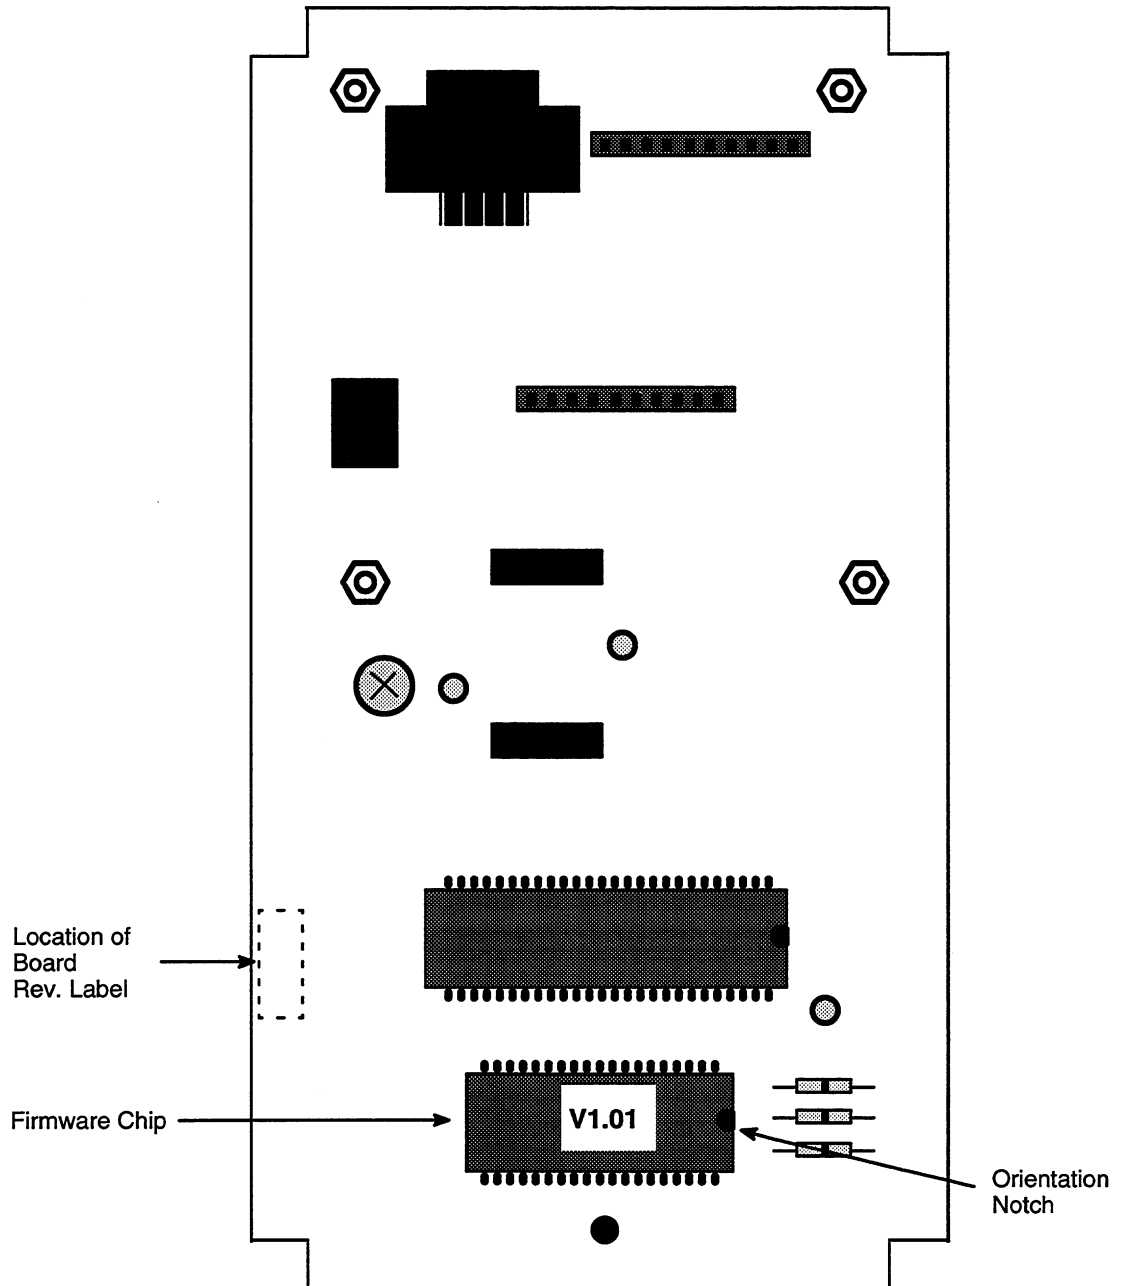 Location of
Board
Rev. Label
Firmware Chip
V1.01
Orientation
Notch